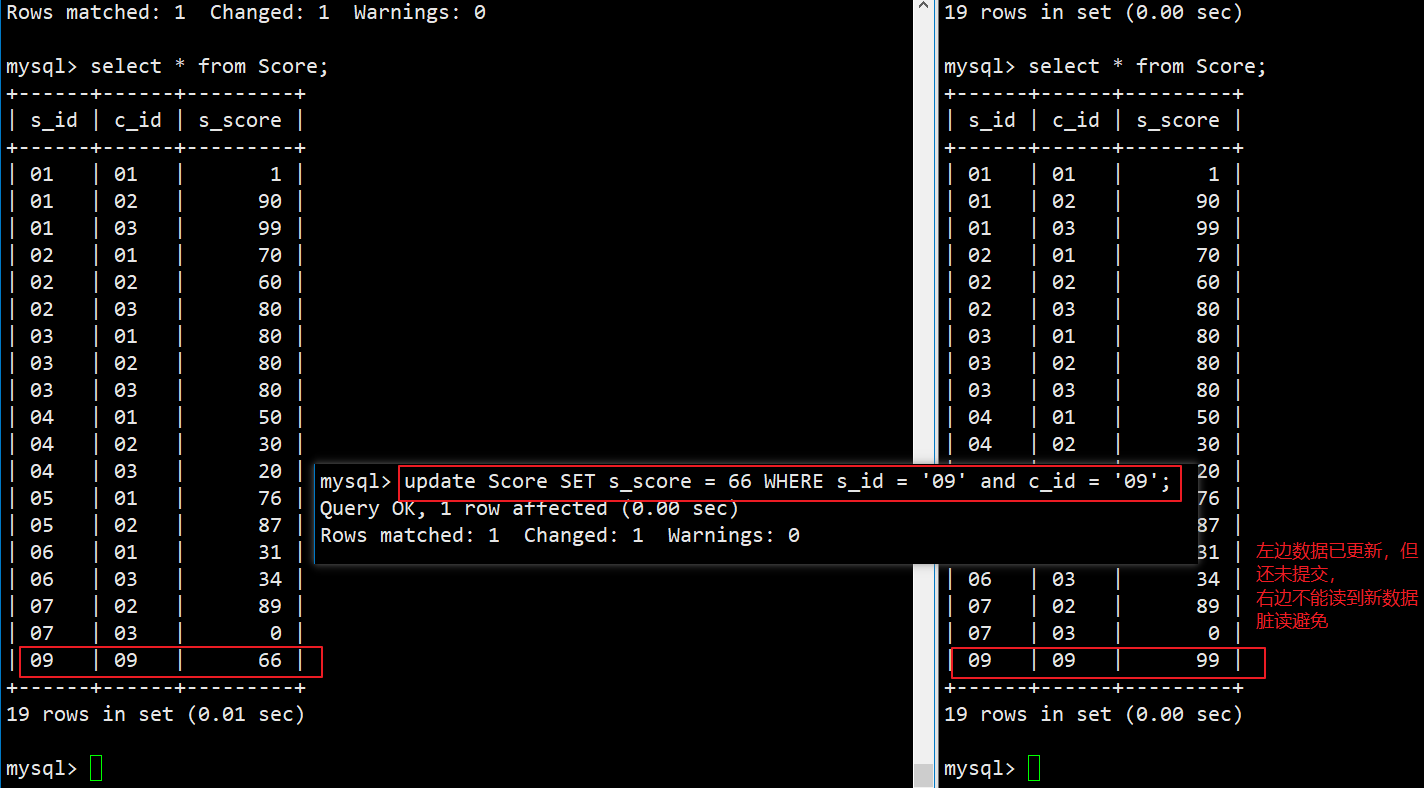 Rows matched: 1  Changed: 1  Warnings: 0
mysql> select * from Score;
+------+------+---------+
| s_id | c_id | s_score |
+------+------+---------+
| 01   | 01   |       1 |
| 01   | 02   |      90 |
| 01   | 03   |      99 |
| 02   | 01   |      70 |
| 02   | 02   |      60 |
| 02   | 03   |      80 |
| 03   | 01   |      80 |
| 03   | 02   |      80 |
| 03   | 03   |      80 |
| 04   | 01   |      50 |
| 04   | 02   |      30 |
| 04   | 03   |      20 |
| 05   | 01   |      76 |
| 05   | 02   |      87 |
| 06   | 01   |      31 |
| 06   | 03   |      34 |
| 07   | 02   |      89 |
| 07   | 03   |       0 |
| 09   | 09   |      66 |
+------+------+---------+
19 rows in set (0.01 sec)
mysql>
mysql> update Score SET s_score = 66 WHERE s_id = '09' and c_id = '09';
Query OK, 1 row affected (0.00 sec)
Rows matched: 1  Changed: 1  Warnings: 0
19 rows in set (0.00 sec)
mysql> select * from Score;
+------+------+---------+
| s_id | c_id | s_score |
+------+------+---------+
| 01   | 01   |       1 |
| 01   | 02   |      90 |
| 01   | 03   |      99 |
| 02   | 01   |      70 |
| 02   | 02   |      60 |
| 02   | 03   |      80 |
| 03   | 01   |      80 |
| 03   | 02   |      80 |
| 03   | 03   |      80 |
| 04   | 01   |      50 |
| 04   | 02   |      30 |
20 |
76 |
87 |
31 |
| 06   | 03   |      34 |
| 07   | 02   |      89 |
| 07   | 03   |       0 |
| 09   | 09   |      99 |
+------+------+---------+
19 rows in set (0.00 sec)
mysql>
左边数据已更新，但
还未提交，
右边不能读到新数据
脏读避免